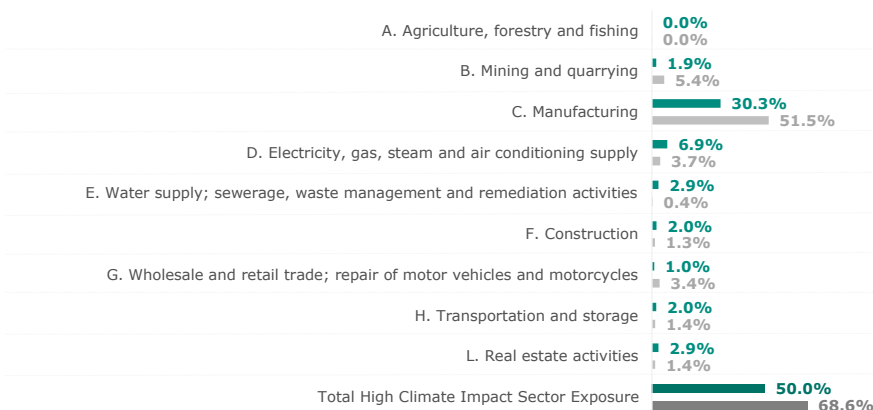 A. Agriculture, forestry and fishing
0.0%
0.0%
B. Mining and quarrying
1.9%
5.4%
C. Manufacturing
30.3%
51.5%
D. Electricity, gas, steam and air conditioning supply
6.9%
3.7%
E. Water supply; sewerage, waste management and remediation activities
2.9%
0.4%
F. Construction
2.0%
1.3%
G. Wholesale and retail trade; repair of motor vehicles and motorcycles
1.0%
3.4%
H. Transportation and storage
2.0%
1.4%
L. Real estate activities
2.9%
1.4%
Total High Climate Impact Sector Exposure
50.0%
68.6%